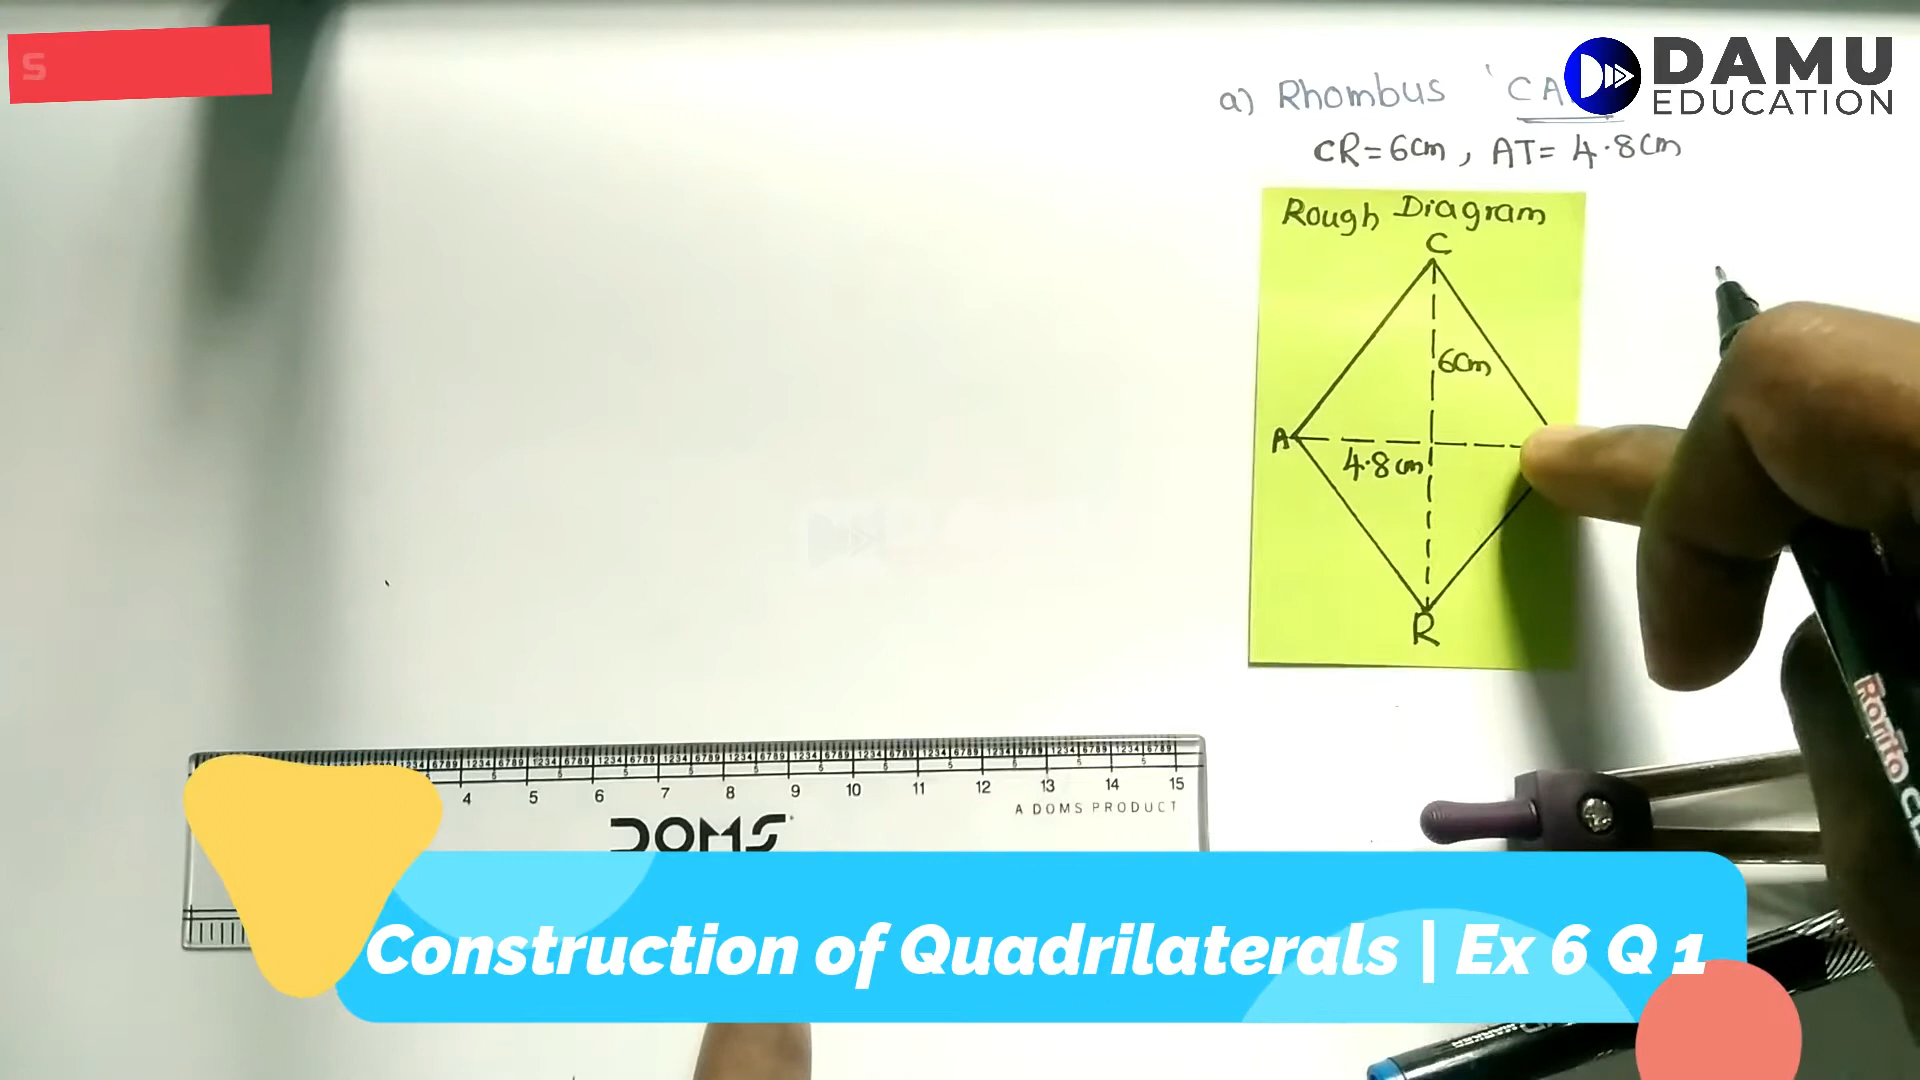 S
DAMU
EDUCATION
a) Rhombus 'CA
CR=6cm, AT= 4.8cm
Rough Diagram
C
6cm
A
4.8cm
R
4 5 6 7 8 9 10 11 12 13 14 15
A DOMS PRODUCT
DOMS
Rorito
Construction of Quadrilaterals | Ex 6 Q 1